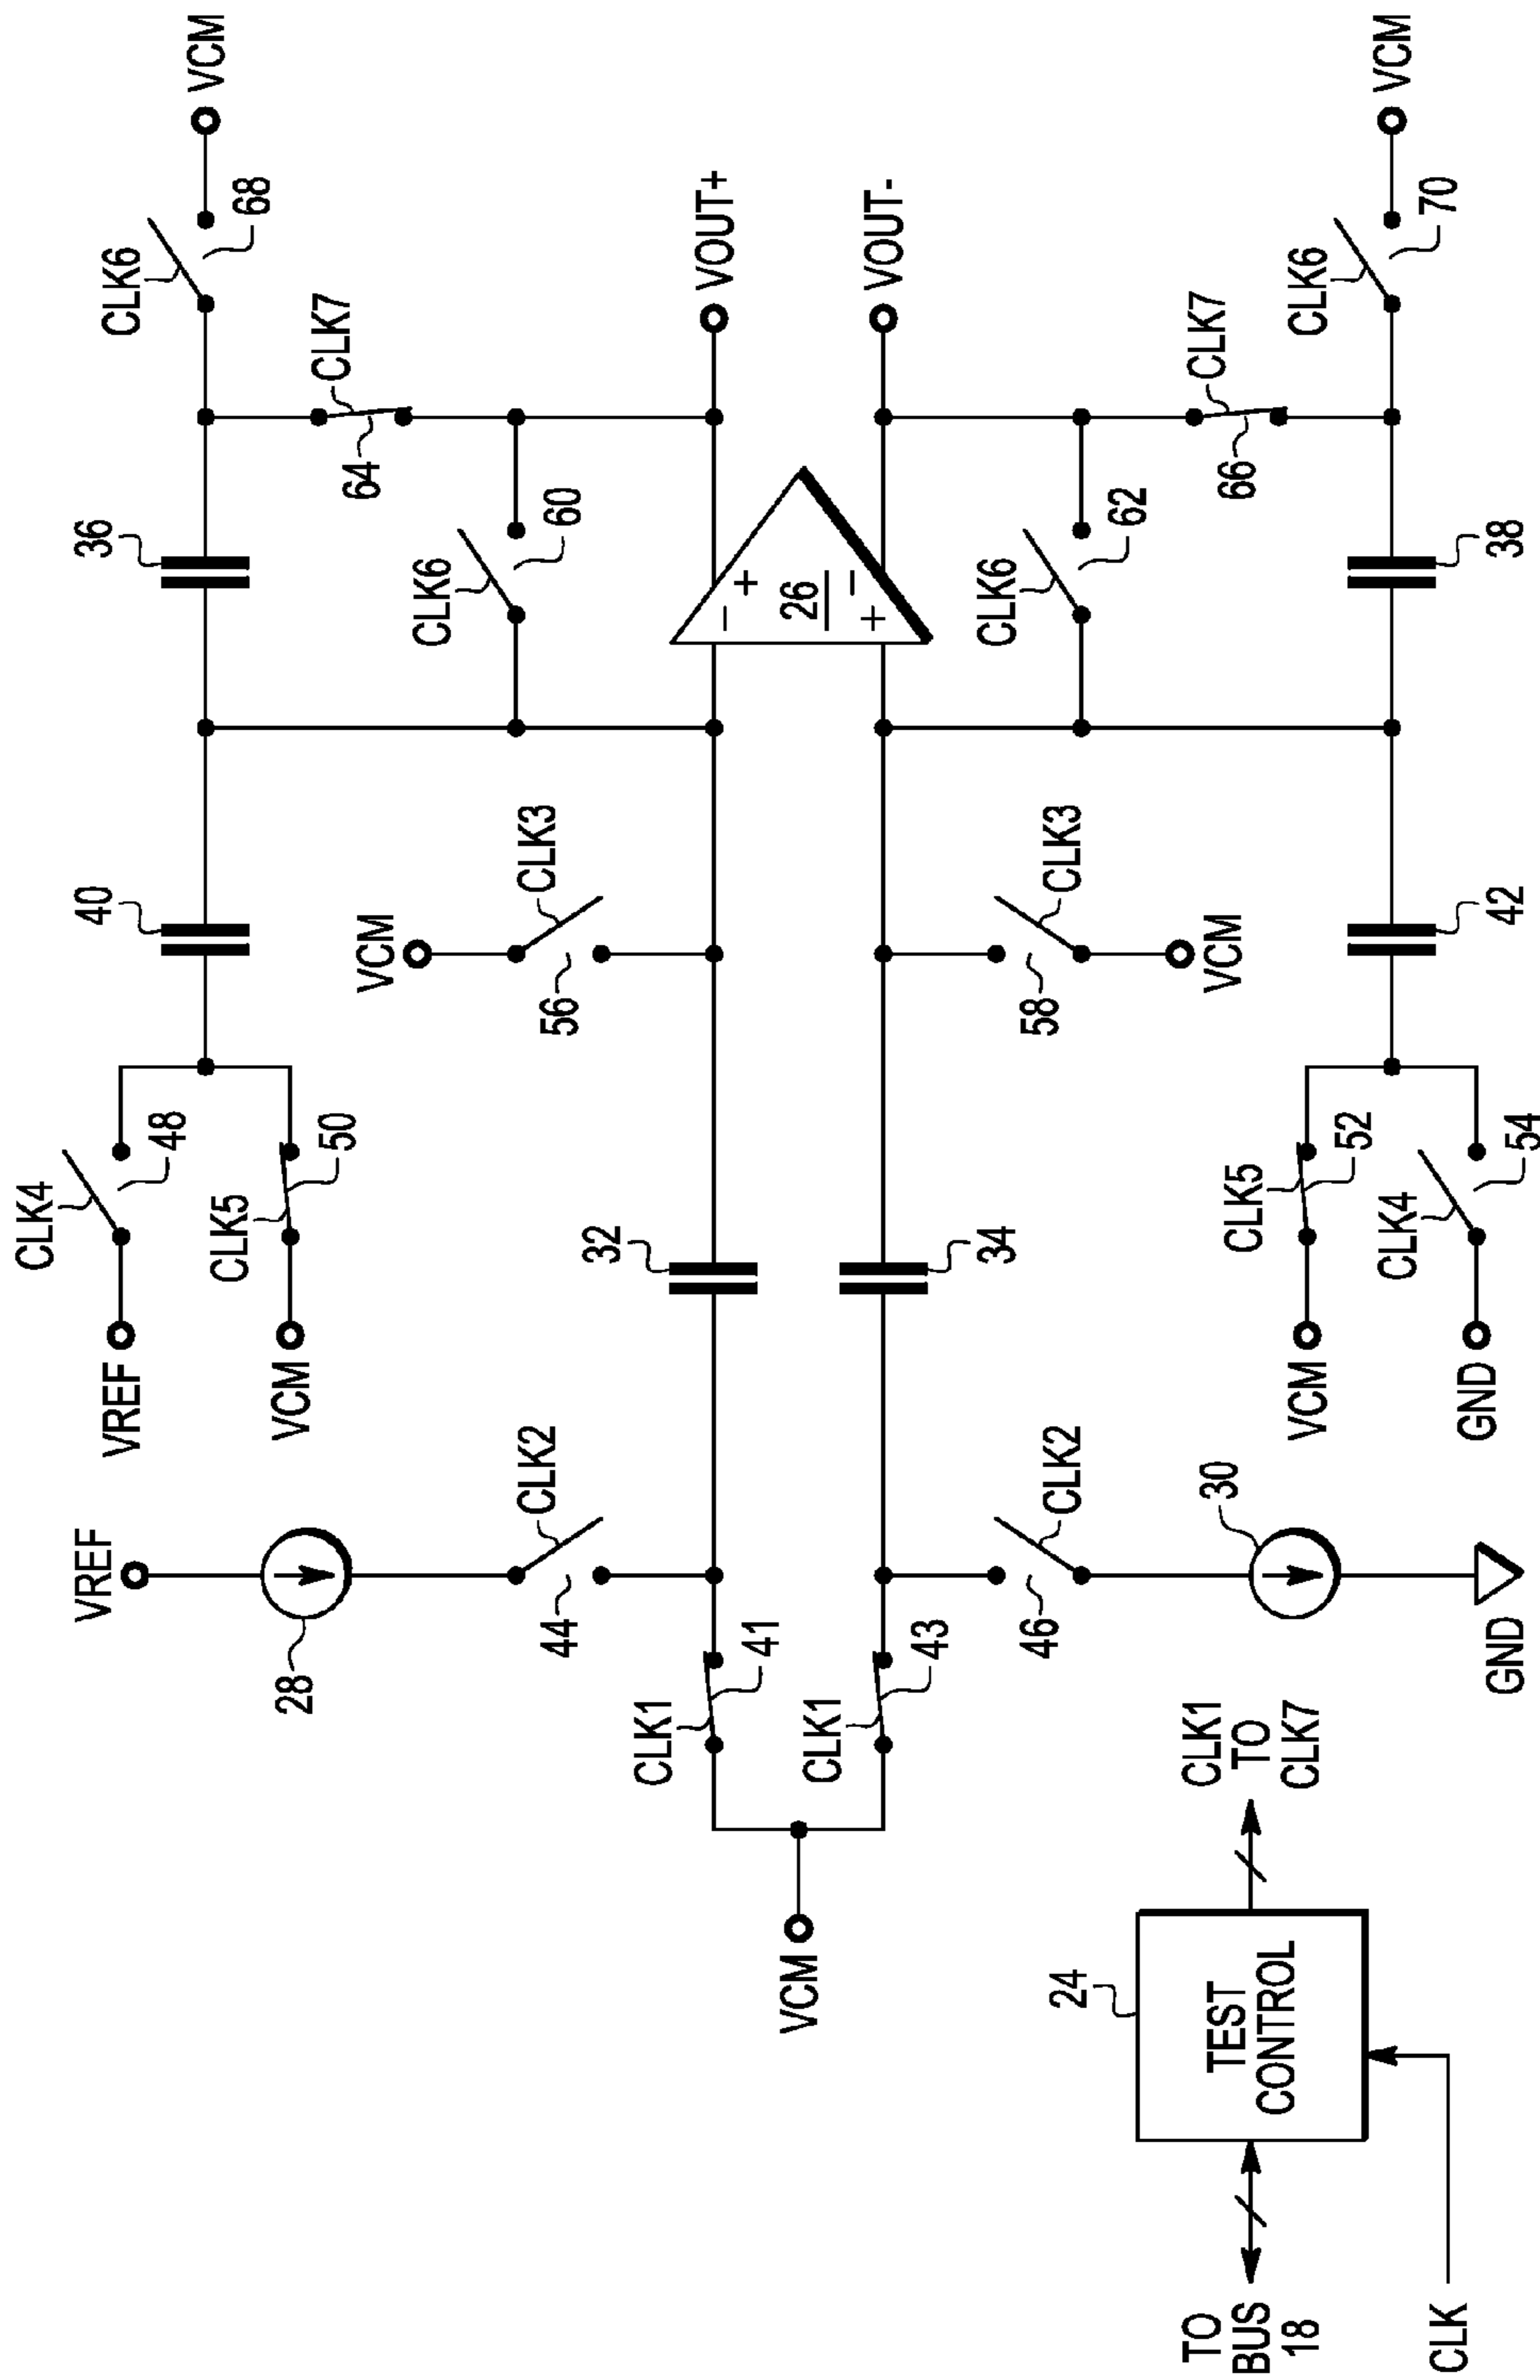 CLK6
VCM
68
36
CLK7
64
40
CLK4
48
VREF
CLK5
50
VCM
CLK6
60
VOUT+
VCM
CLK3
56
VREF
28
CLK2
44
32
- +
26
+ -
VOUT-
VCM
CLK1
41
CLK1
43
34
CLK6
62
CLK7
66
CLK3
58
VCM
CLK2
46
30
GND
VCM
CLK5
52
CLK4
54
GND
42
38
CLK6
70
VCM
24
TEST
CONTROL
CLK1
TO
CLK7
TO
BUS
18
CLK